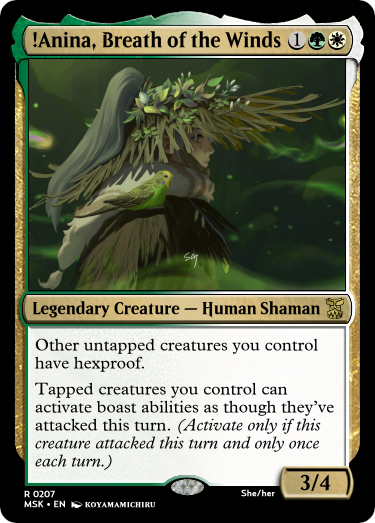 !Anina, Breath of the Winds 1
Legendary Creature — Human Shaman
Other untapped creatures you control
have hexproof.
Tapped creatures you control can
activate boast abilities as though they've
attacked this turn. (Activate only if this
creature attacked this turn and only once
each turn.)
3/4
R 0207
She/her
MSK • EN KOYAMAMICHIRU